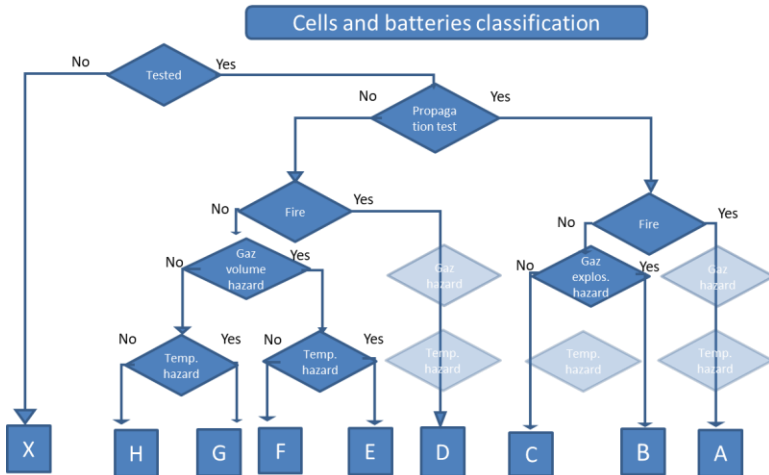 Cells and batteries classification
No
Yes
Tested
No
Yes
Propaga
tion test
No
Yes
Fire
No
Yes
Fire
No
Gaz
volume
hazard
Yes
Gaz
hazard
No
Gaz
explos.
hazard
Yes
Gaz
hazard
No
Temp.
hazard
Yes
No
Temp.
hazard
Yes
Temp.
hazard
Temp.
hazard
Temp.
hazard
X
H
G
F
E
D
C
B
A